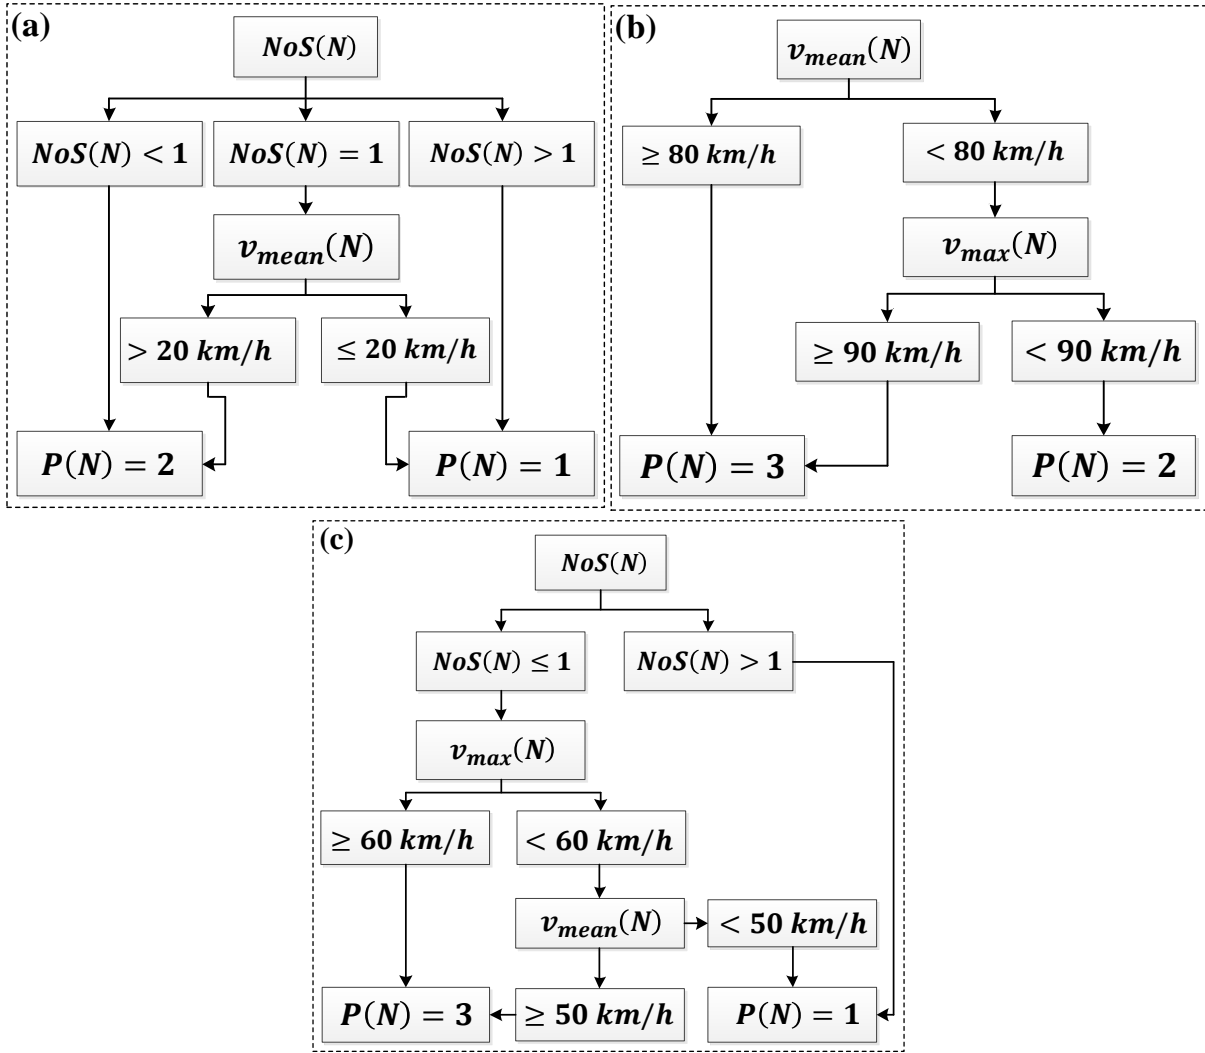 (a)
NoS(N)
NoS(N) < 1
NoS(N) = 1
NoS(N) > 1
v_mean(N)
> 20 km/h
≤ 20 km/h
P(N) = 2
P(N) = 1
(b)
v_mean(N)
≥ 80 km/h
< 80 km/h
v_max(N)
≥ 90 km/h
< 90 km/h
P(N) = 3
P(N) = 2
(c)
NoS(N)
NoS(N) ≤ 1
NoS(N) > 1
v_max(N)
≥ 60 km/h
< 60 km/h
v_mean(N)
< 50 km/h
P(N) = 3
≥ 50 km/h
P(N) = 1